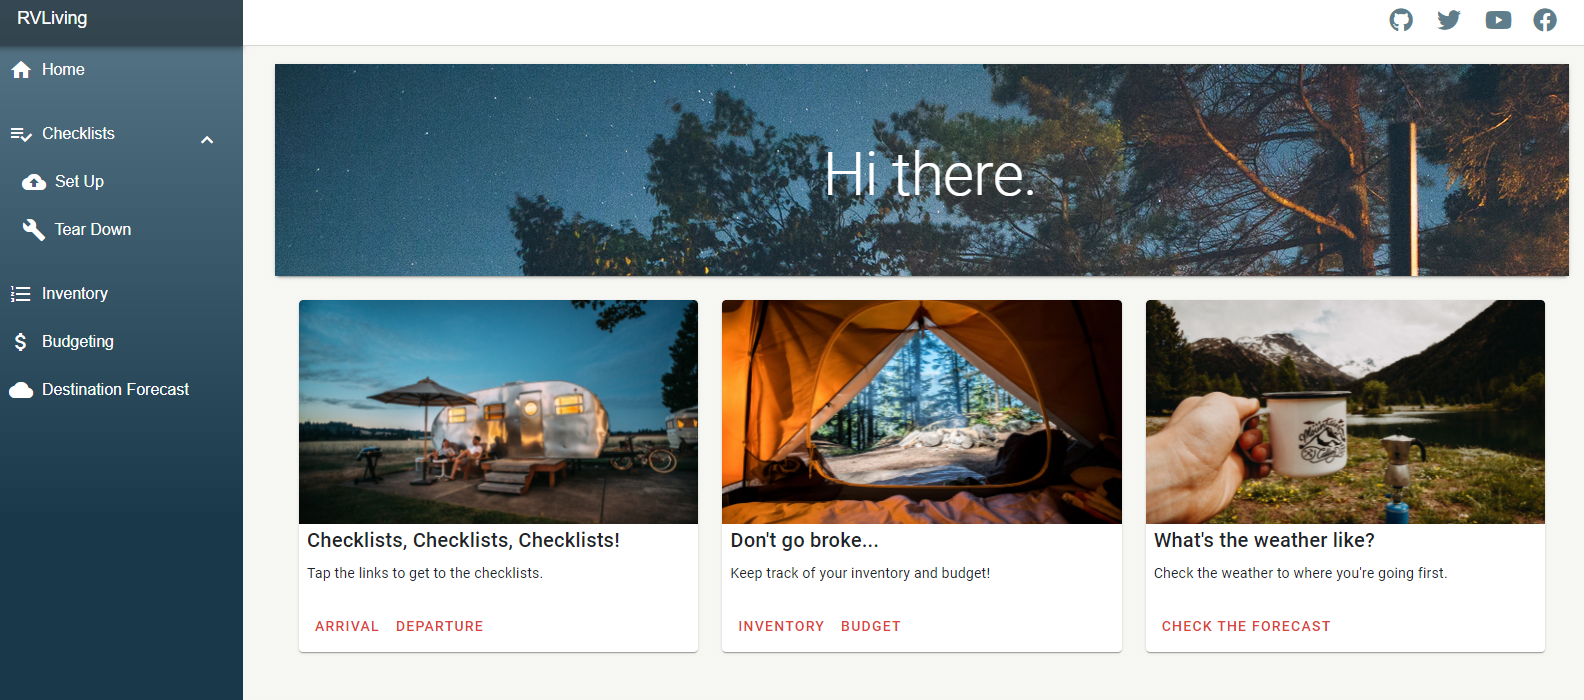 RVLiving
Home
Checklists
Set Up
Tear Down
Inventory
Budgeting
Destination Forecast
Hi there.
Checklists, Checklists, Checklists!
Tap the links to get to the checklists.
ARRIVAL DEPARTURE
Don't go broke...
Keep track of your inventory and budget!
INVENTORY BUDGET
What's the weather like?
Check the weather to where you're going first.
CHECK THE FORECAST